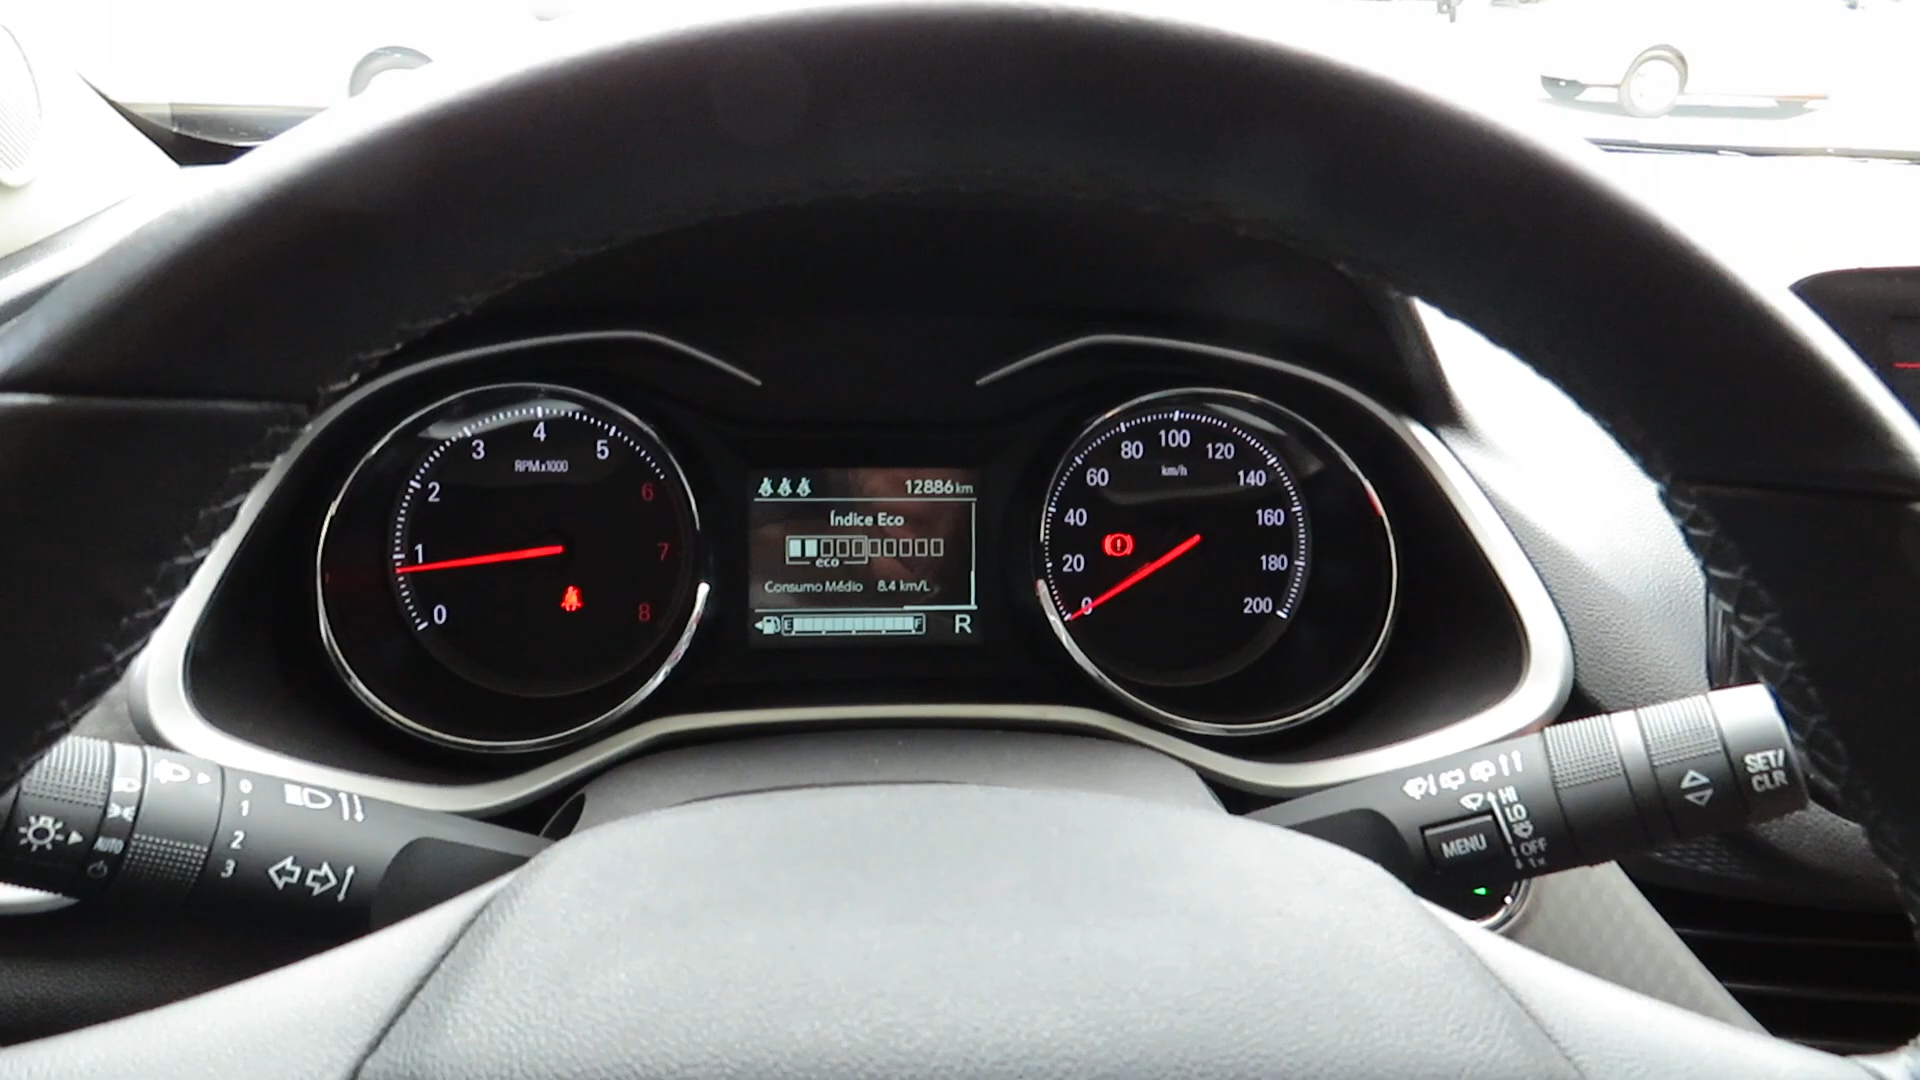 0 1 2 3 4 5 6 7 8
RPMx1000
12886 km
Índice Eco
eco
Consumo Médio 8.4 km/L
E F
R
0 20 40 60 80 100 120 140 160 180 200
km/h
AUTO
0
1
2
3
HI
LO
OFF
1x
MENU
SET/
CLR